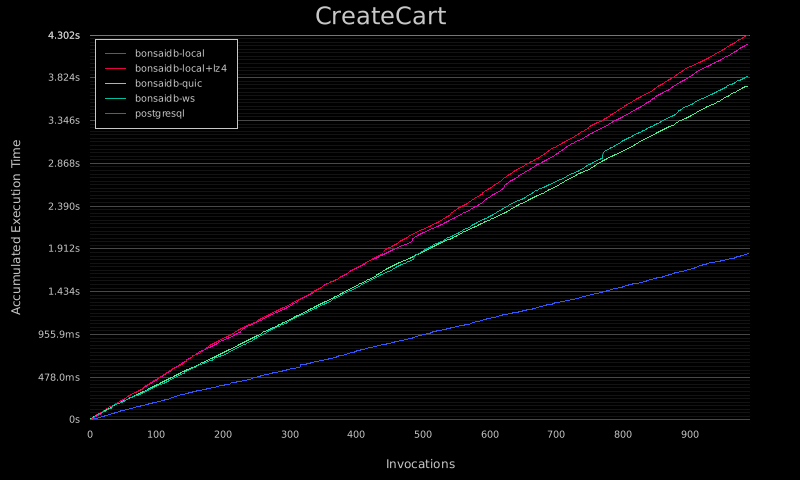 CreateCart
4.302s
3.824s
3.346s
2.868s
2.390s
1.912s
1.434s
955.9ms
478.0ms
0s
Accumulated Execution Time
bonsaidb-local
bonsaidb-local+lz4
bonsaidb-quic
bonsaidb-ws
postgresql
0 100 200 300 400 500 600 700 800 900
Invocations